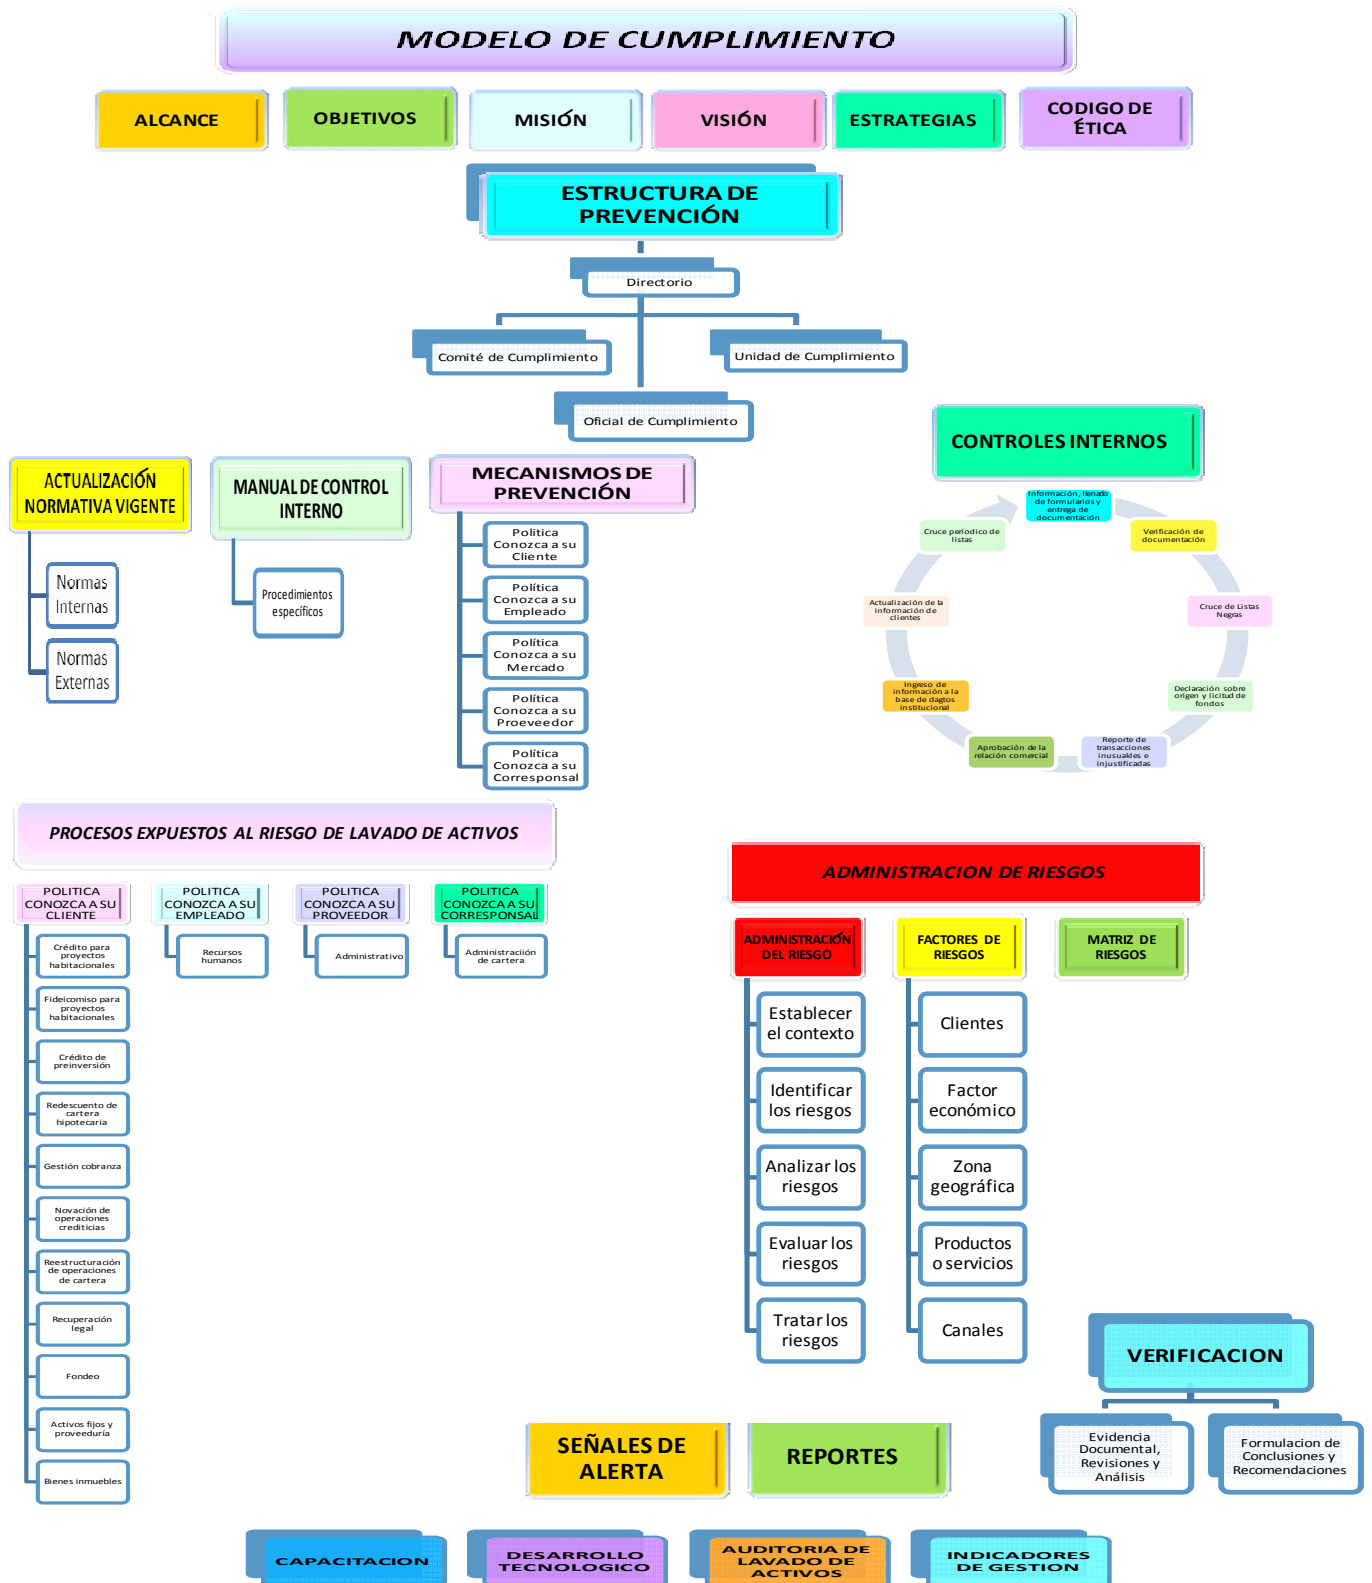 MODELO DE CUMPLIMIENTO
ALCANCE
OBJETIVOS
MISIÓN
VISIÓN
ESTRATEGIAS
CODIGO DE
ÉTICA
ESTRUCTURA DE
PREVENCIÓN
Directorio
Comité de Cumplimiento
Unidad de Cumplimiento
Oficial de Cumplimiento
ACTUALIZACIÓN
NORMATIVA VIGENTE
Normas
Internas
Normas
Externas
MANUAL DE CONTROL
INTERNO
Procedimientos
específicos
MECANISMOS DE
PREVENCIÓN
Politica
Conozca a su
Cliente
Política
Conozca a su
Empleado
Política
Conozca a su
Mercado
Política
Conozca a su
Proeveedor
Política
Conozca a su
Corresponsal
CONTROLES INTERNOS
Información, llenado
de formularios y
entrega de
documentación
Verificación de
documentación
Cruce de Listas
Negras
Declaración sobre
origen y licitud de
fondos
Reporte de
transacciones
inusuakles e
injustificadas
Aprobación de la
relación comercial
Ingreso de
información a la
base de dagtos
institucional
Actualización de la
información de
clientes
Cruce períodico de
listas
PROCESOS EXPUESTOS AL RIESGO DE LAVADO DE ACTIVOS
POLITICA
CONOZCA A SU
CLIENTE
Crédito para
proyectos
habitacionales
Fideicomiso para
proyectos
habitacionales
Crédito de
preinversión
Redescuento de
cartera
hipotecaria
Gestión cobranza
Novación de
operaciones
crediticias
Reestructuración
de operaciones
de cartera
Recuperación
legal
Fondeo
Activos fijos y
proveeduría
Bienes inmuebles
POLITICA
CONOZCA A SU
EMPLEADO
Recursos
humanos
POLITICA
CONOZCA A SU
PROVEEDOR
Administrativo
POLITICA
CONOZCA A SU
CORRESPONSAL
Administraciión
de cartera
ADMINISTRACION DE RIESGOS
ADMINISTRACIÓN
DEL RIESGO
Establecer
el contexto
Identificar
los riesgos
Analizar los
riesgos
Evaluar los
riesgos
Tratar los
riesgos
FACTORES DE
RIESGOS
Clientes
Factor
económico
Zona
geográfica
Productos
o servicios
Canales
MATRIZ DE
RIESGOS
VERIFICACION
Evidencia
Documental,
Revisiones y
Análisis
Formulacion de
Conclusiones y
Recomendaciones
SEÑALES DE
ALERTA
REPORTES
CAPACITACION
DESARROLLO
TECNOLOGICO
AUDITORIA DE
LAVADO DE
ACTIVOS
INDICADORES
DE GESTION